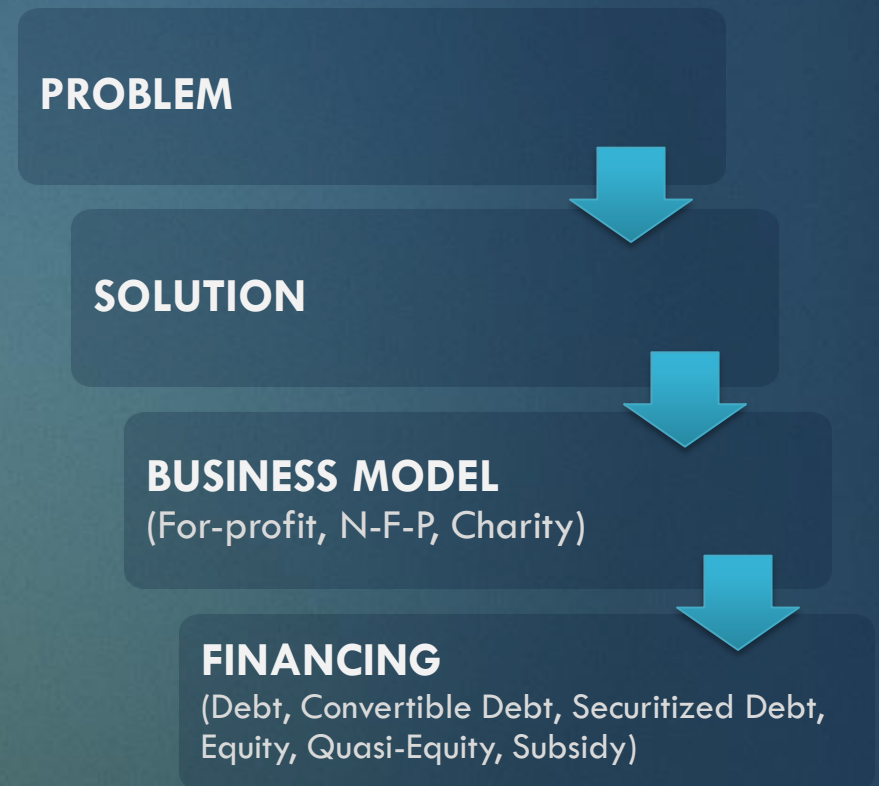 PROBLEM
SOLUTION
BUSINESS MODEL
(For-profit, N-F-P, Charity)
FINANCING
(Debt, Convertible Debt, Securitized Debt,
Equity, Quasi-Equity, Subsidy)